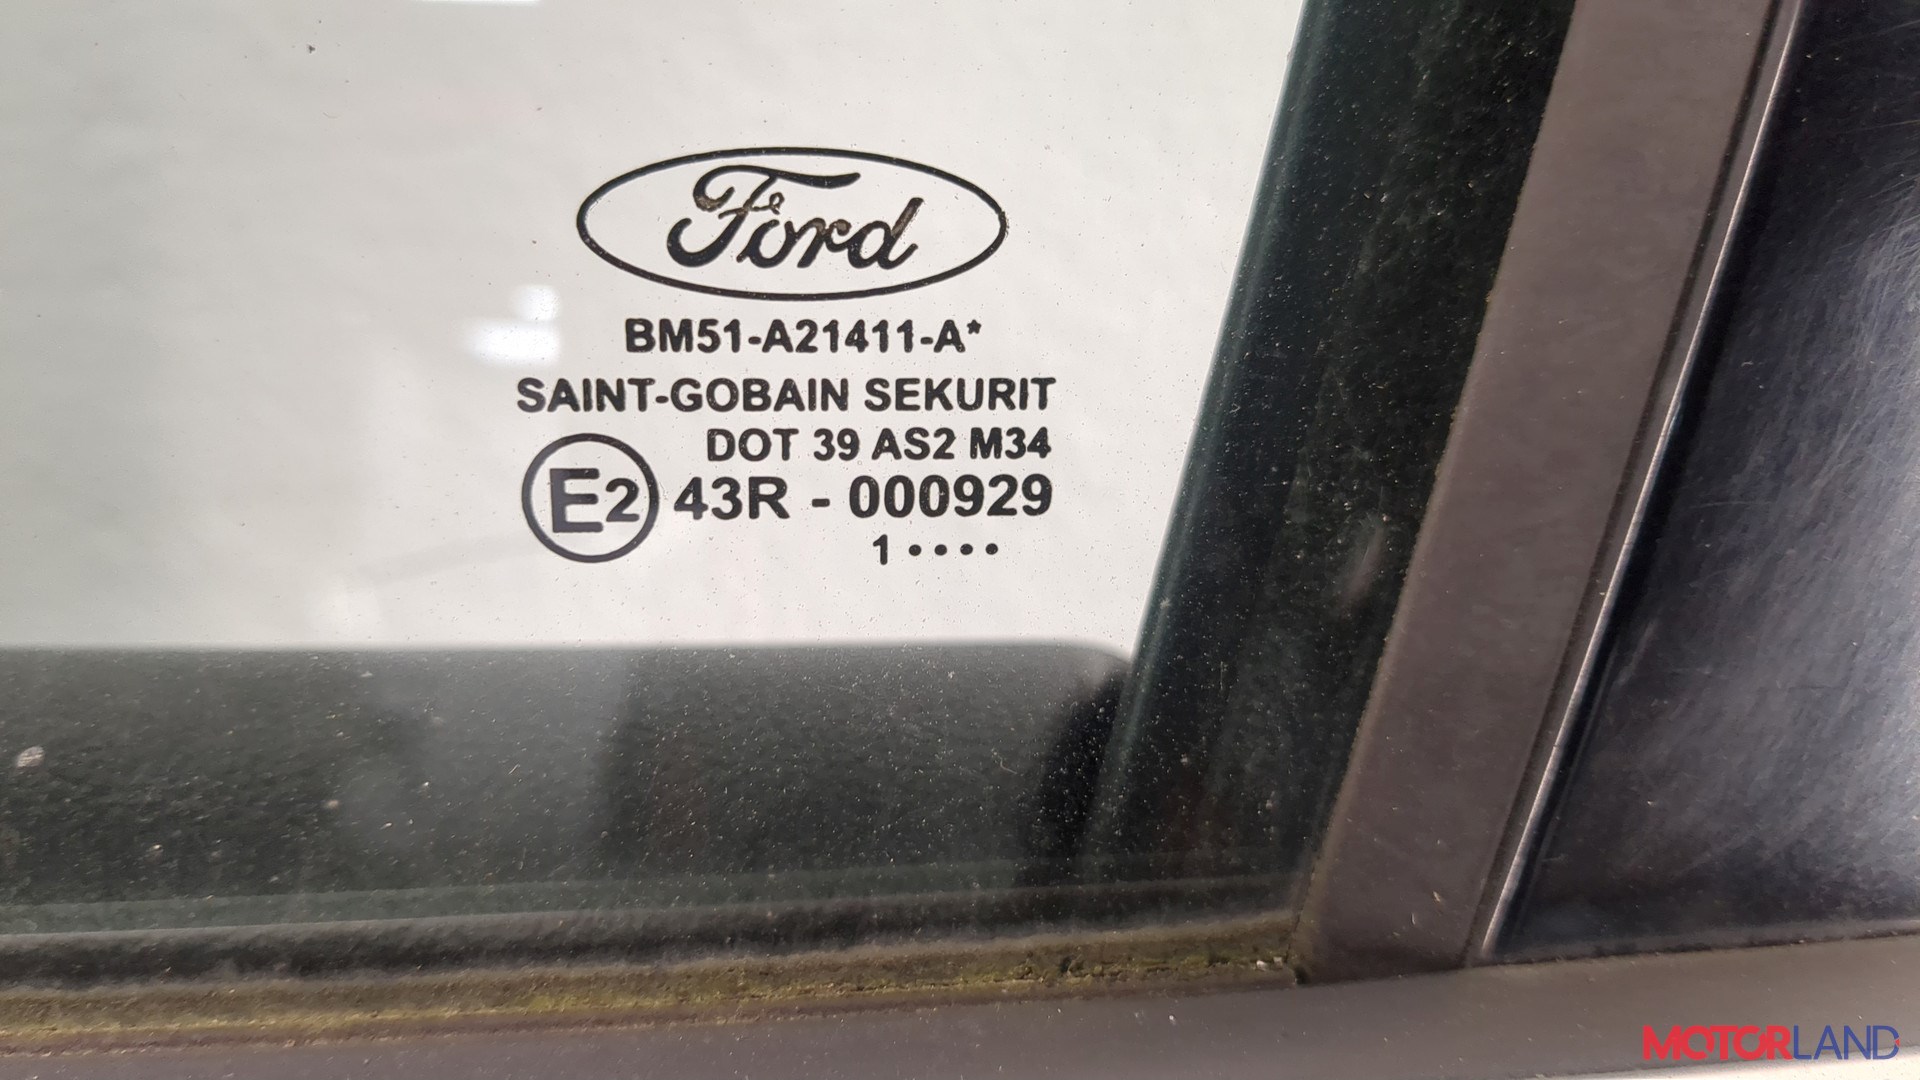 Ford
BM51-A21411-A*
SAINT-GOBAIN SEKURIT
DOT 39 AS2 M34
E2 43R - 000929
1 ••••
MOTORLAND